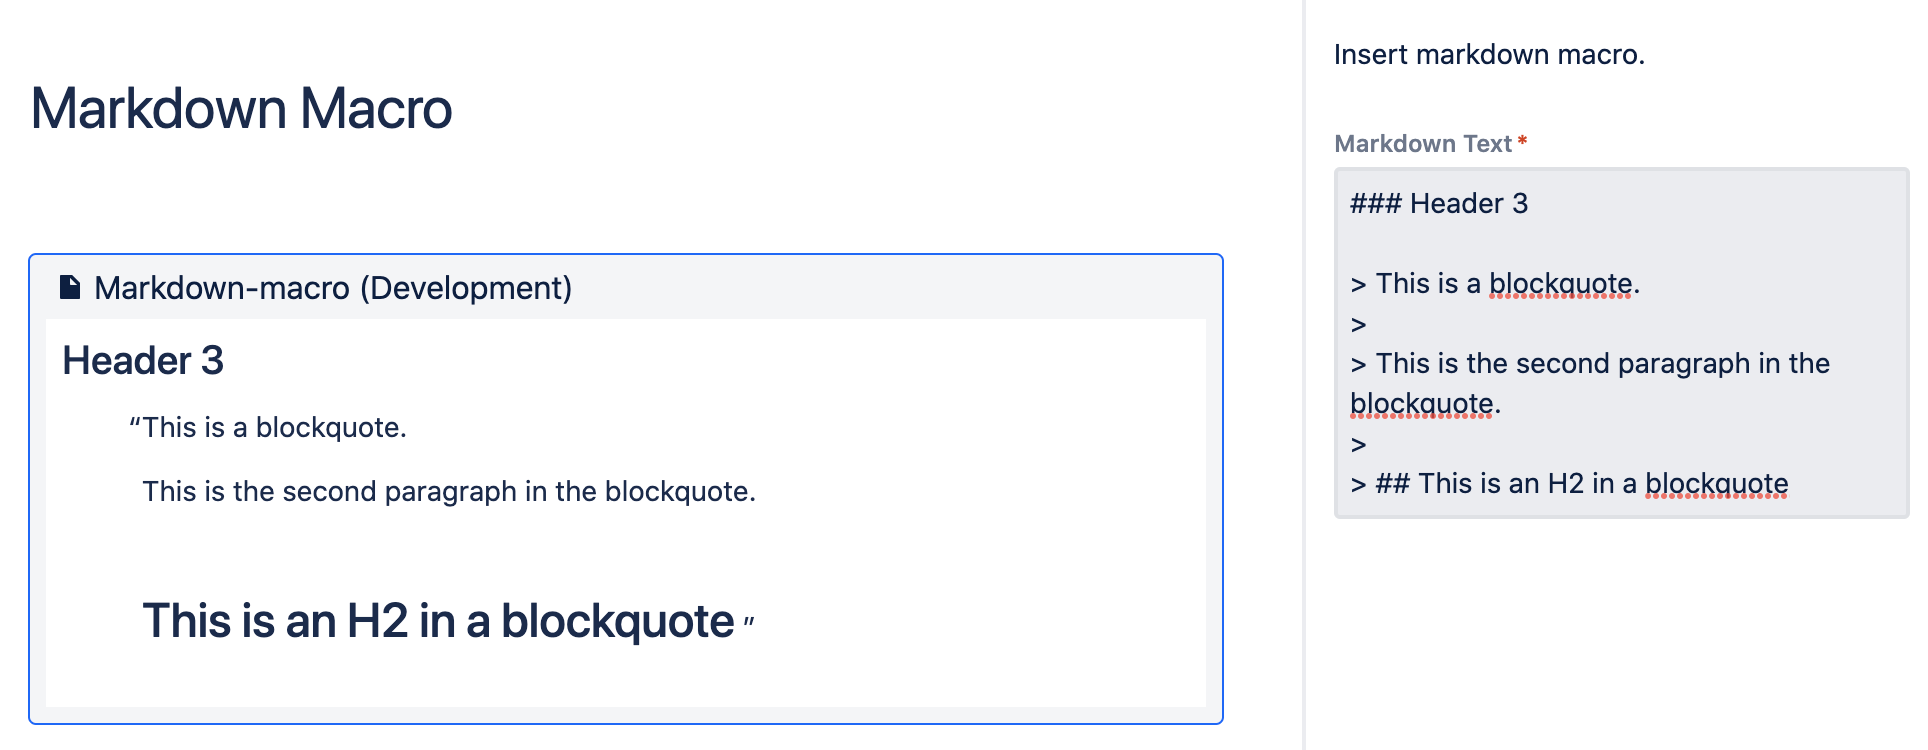 Markdown Macro
Markdown-macro (Development)
Header 3
“This is a blockquote.
This is the second paragraph in the blockquote.
This is an H2 in a blockquote ”
Insert markdown macro.
Markdown Text *
### Header 3
> This is a blockquote.
>
> This is the second paragraph in the
blockquote.
>
> ## This is an H2 in a blockquote